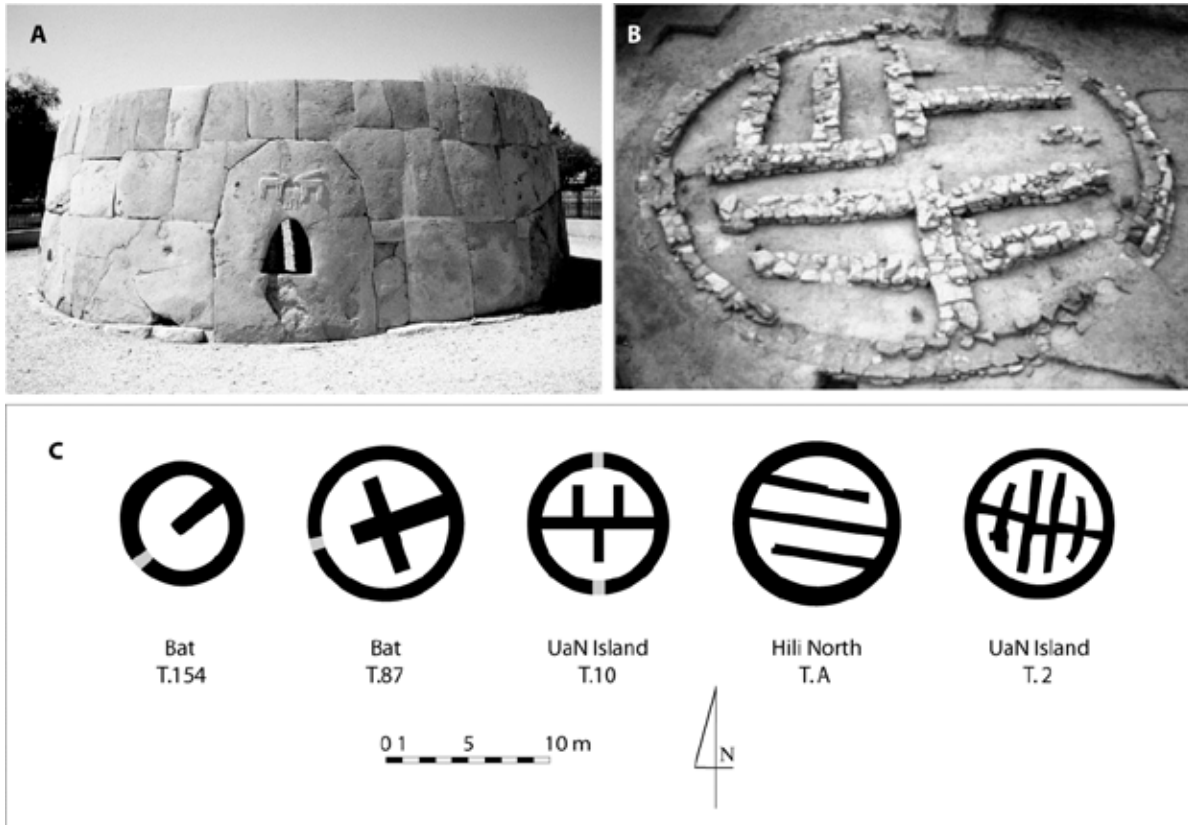 A
B
C
Bat
T.154
Bat
T.87
UaN Island
T.10
Hili North
T. A
UaN Island
T. 2
0 1 5 10 m
N